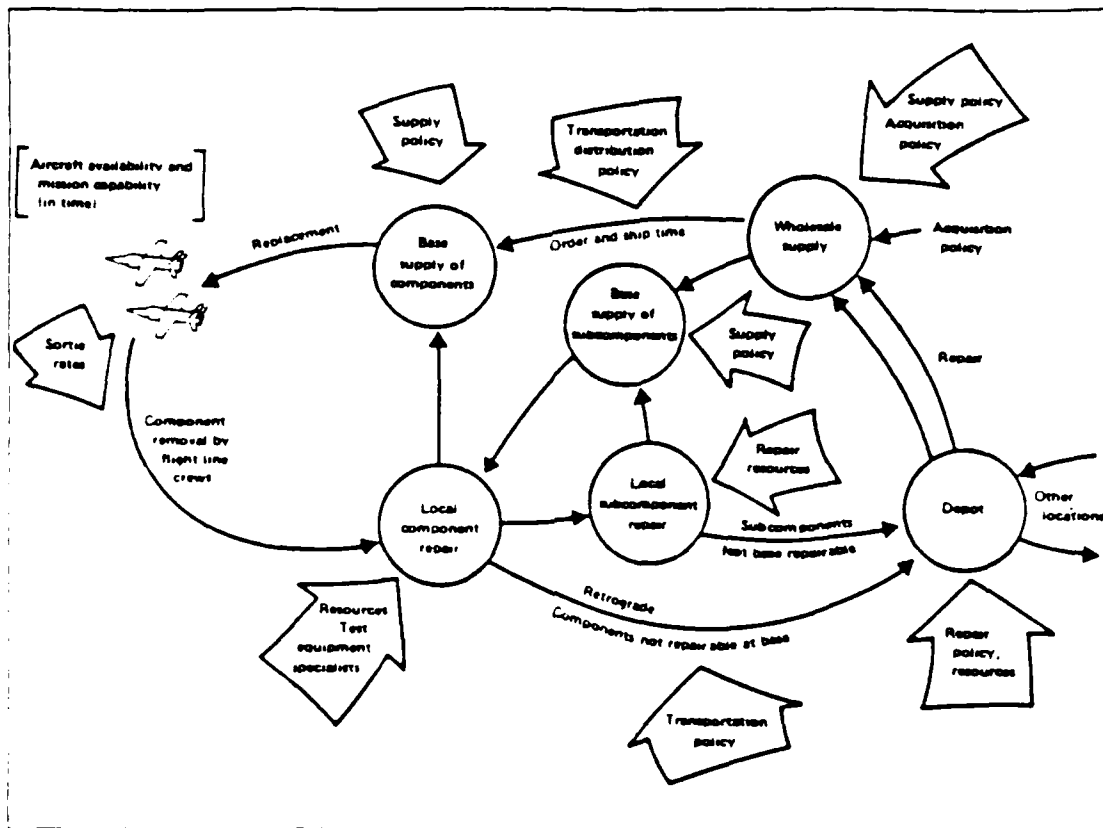 Supply
policy
Transportation
distribution
policy
Supply policy
Acquisition
policy
Aircraft availability and
mission capability
(in time)
Replacement
Base
supply of
components
Order and ship time
Wholesale
supply
Acquisition
policy
Base
supply of
subcomponents
Supply
policy
Sortie
rates
Repair
Component
removal by
flight line
crews
Repair
resources
Local
component
repair
Local
subcomponent
repair
Subcomponents
Not base repairable
Depot
Other
locations
Retrograde
Components not repairable at base
Resources
Test
equipment
specialists
Repair
policy,
resources
Transportation
policy